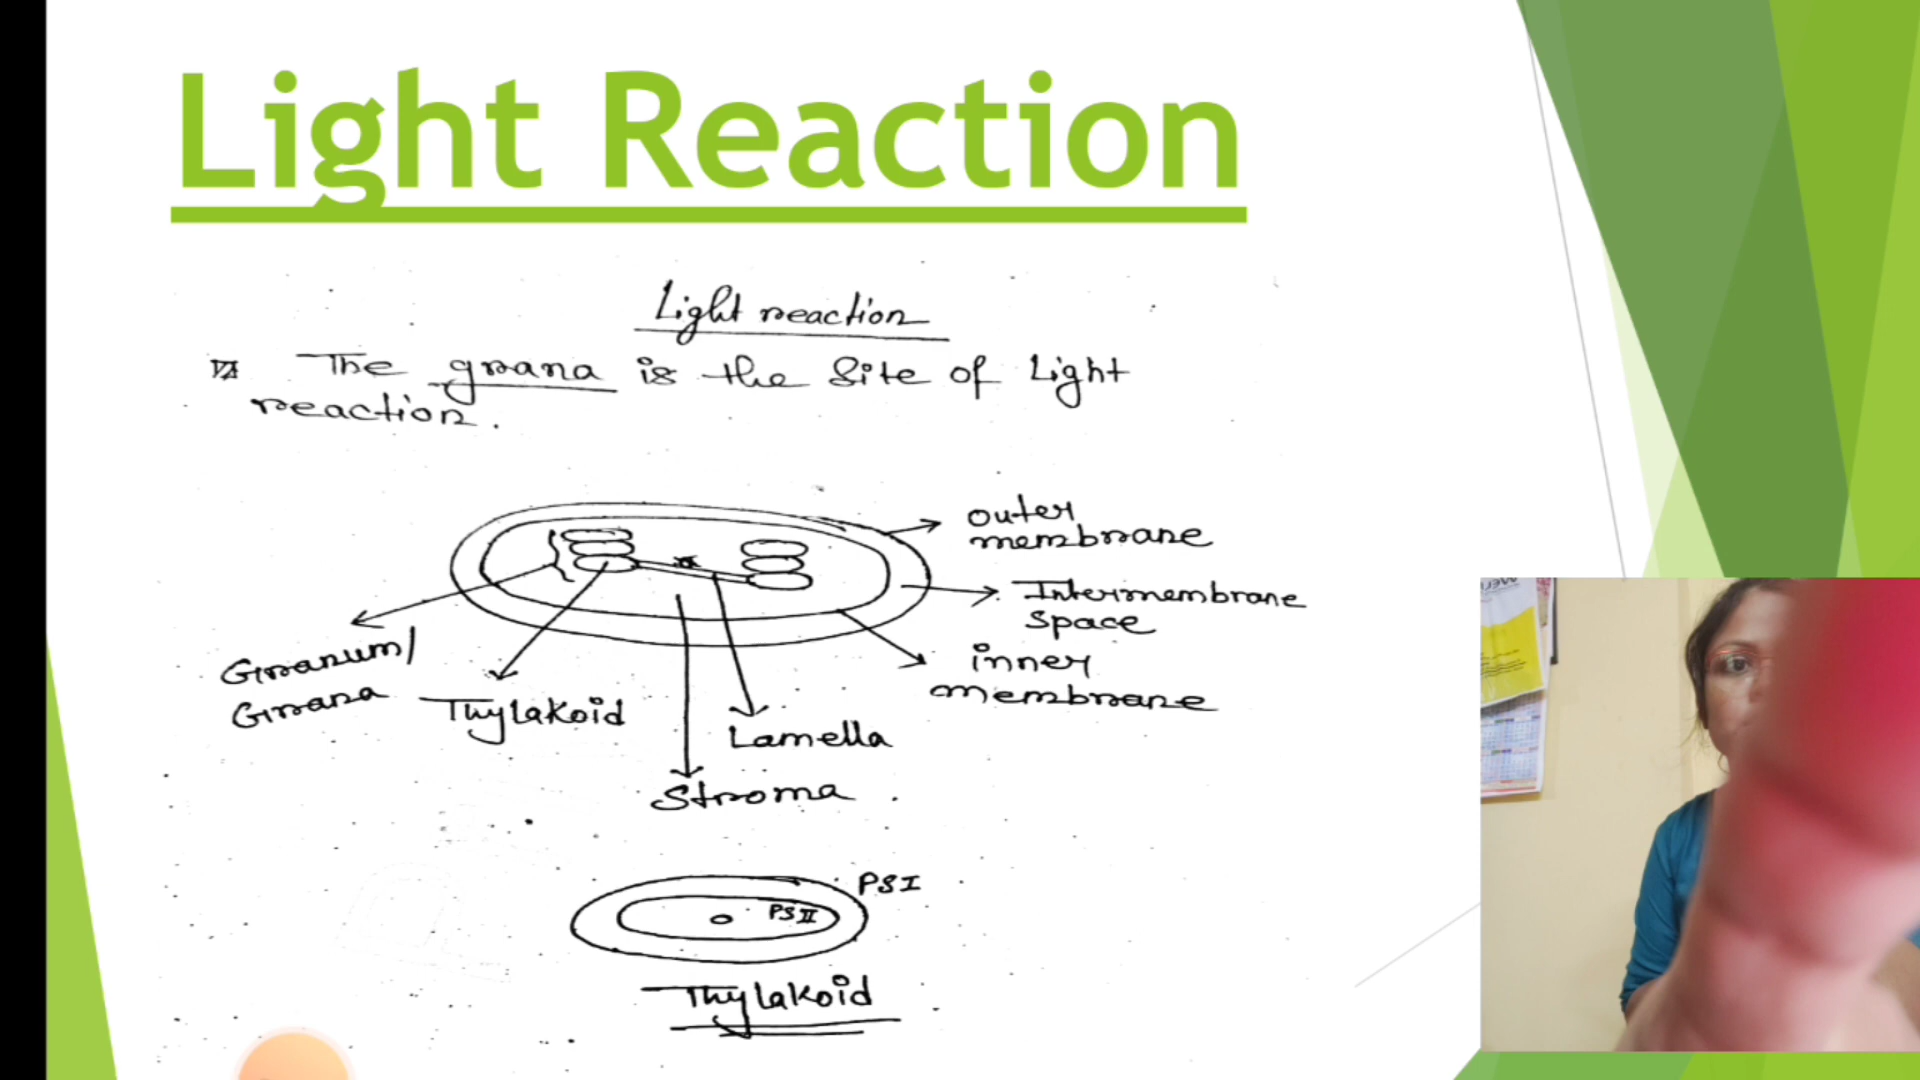 Light Reaction
Light reaction
The grana is the Site of Light
reaction.
outer
membrane
Intermembrane
Space
inner
membrane
Granum/
Grana
Thylakoid
Lamella
Stroma
PSI
PSII
Thylakoid